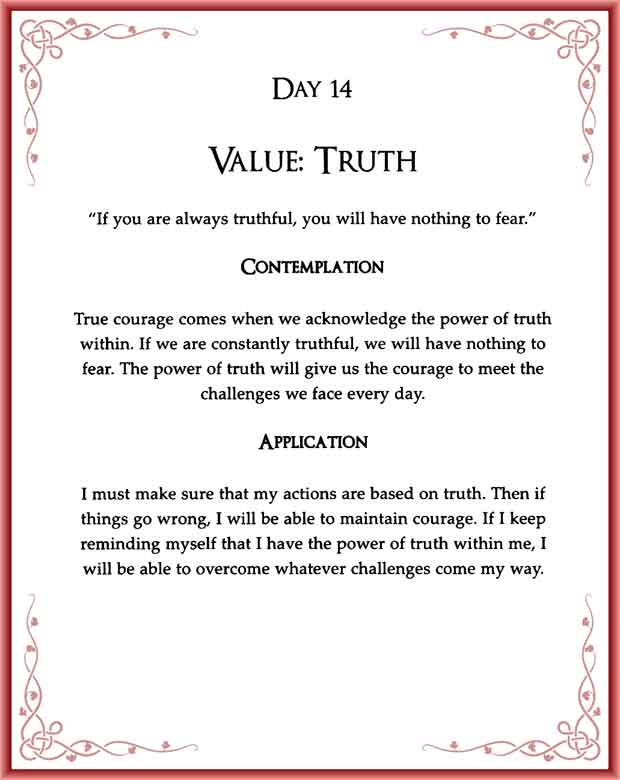 Day 14
Value: Truth
“If you are always truthful, you will have nothing to fear.”
Contemplation
True courage comes when we acknowledge the power of truth
within. If we are constantly truthful, we will have nothing to
fear. The power of truth will give us the courage to meet the
challenges we face every day.
Application
I must make sure that my actions are based on truth. Then if
things go wrong, I will be able to maintain courage. If I keep
reminding myself that I have the power of truth within me, I
will be able to overcome whatever challenges come my way.